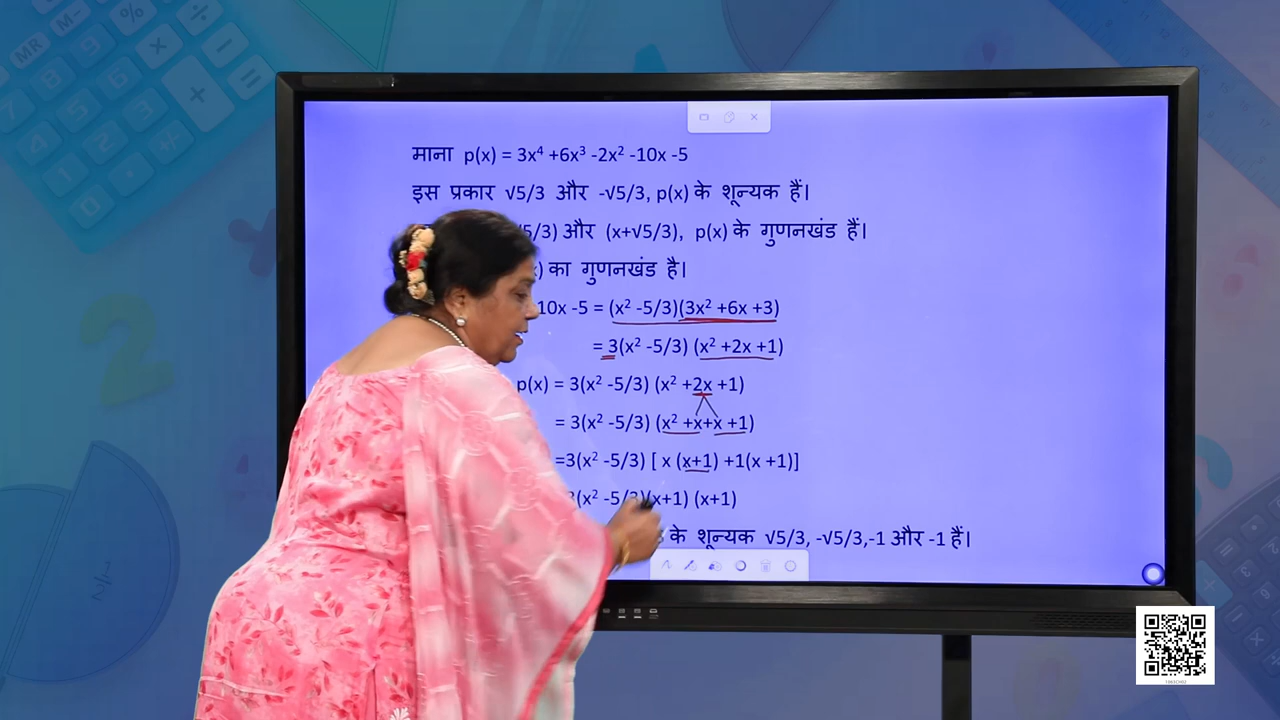 माना p(x) = 3x⁴ +6x³ -2x² -10x -5
इस प्रकार √5/3 और -√5/3, p(x) के शून्यक हैं।
5/3) और (x+√5/3), p(x) के गुणनखंड हैं।
) का गुणनखंड है।
10x -5 = (x² -5/3)(3x² +6x +3)
= 3(x² -5/3) (x² +2x +1)
p(x) = 3(x² -5/3) (x² +2x +1)
= 3(x² -5/3) (x² +x+x +1)
=3(x² -5/3) [ x (x+1) +1(x +1)]
(x² -5/3)(x+1) (x+1)
के शून्यक √5/3, -√5/3,-1 और -1 हैं।